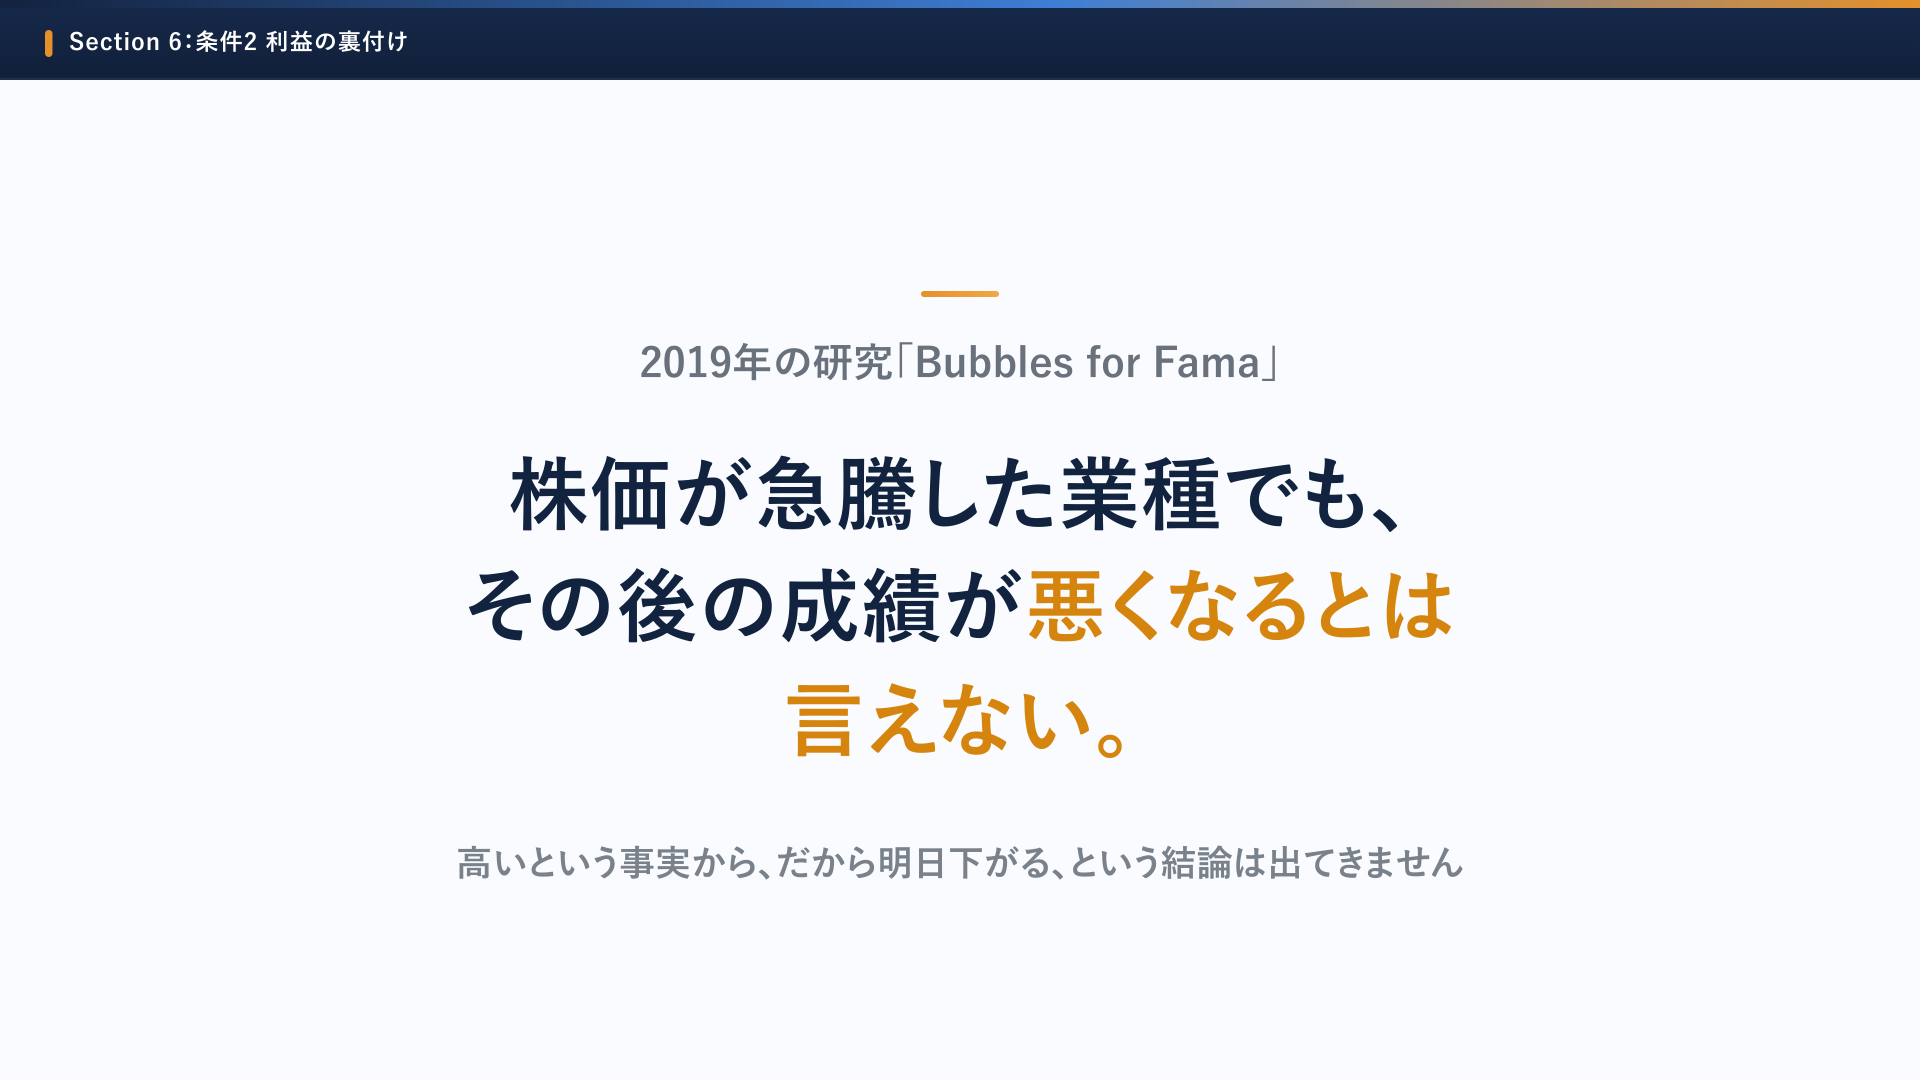 Section 6：条件2 利益の裏付け
2019年の研究「Bubbles for Fama」
株価が急騰した業種でも、
その後の成績が悪くなるとは
言えない。
高いという事実から、だから明日下がる、という結論は出てきません